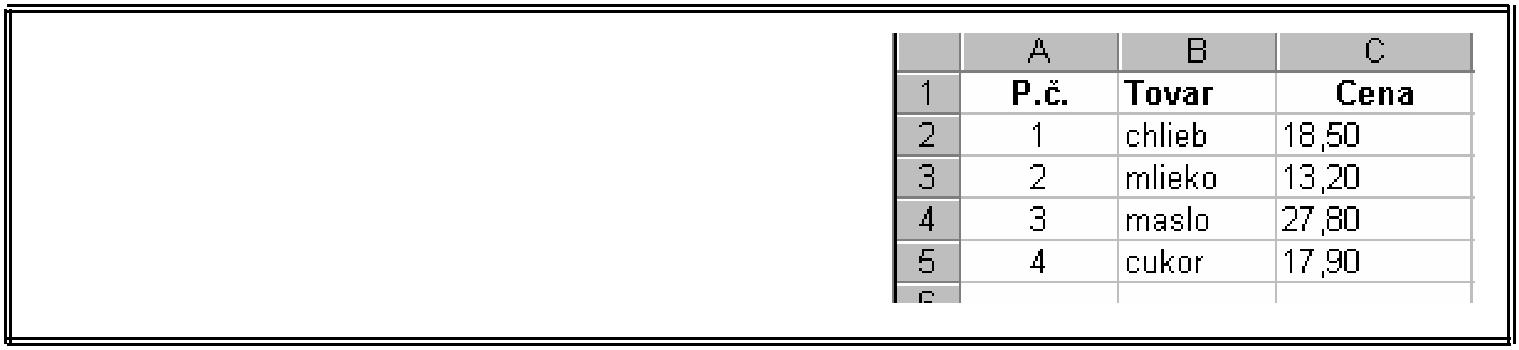 A B C
1 P.č. Tovar Cena
2 1 chlieb 18,50
3 2 mlieko 13,20
4 3 maslo 27,80
5 4 cukor 17,90